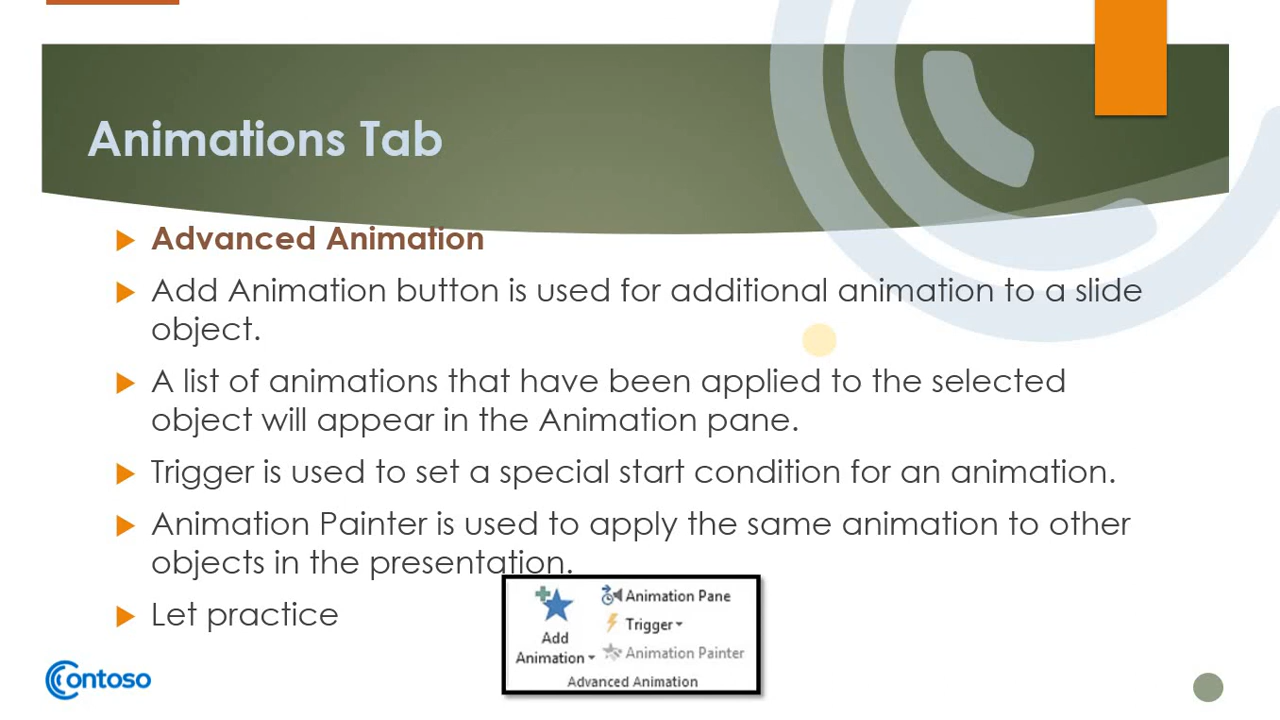 Animations Tab
Advanced Animation
Add Animation button is used for additional animation to a slide
object.
A list of animations that have been applied to the selected
object will appear in the Animation pane.
Trigger is used to set a special start condition for an animation.
Animation Painter is used to apply the same animation to other
objects in the presentation.
Let practice
Add
Animation
Animation Pane
Trigger
Animation Painter
Advanced Animation
Contoso